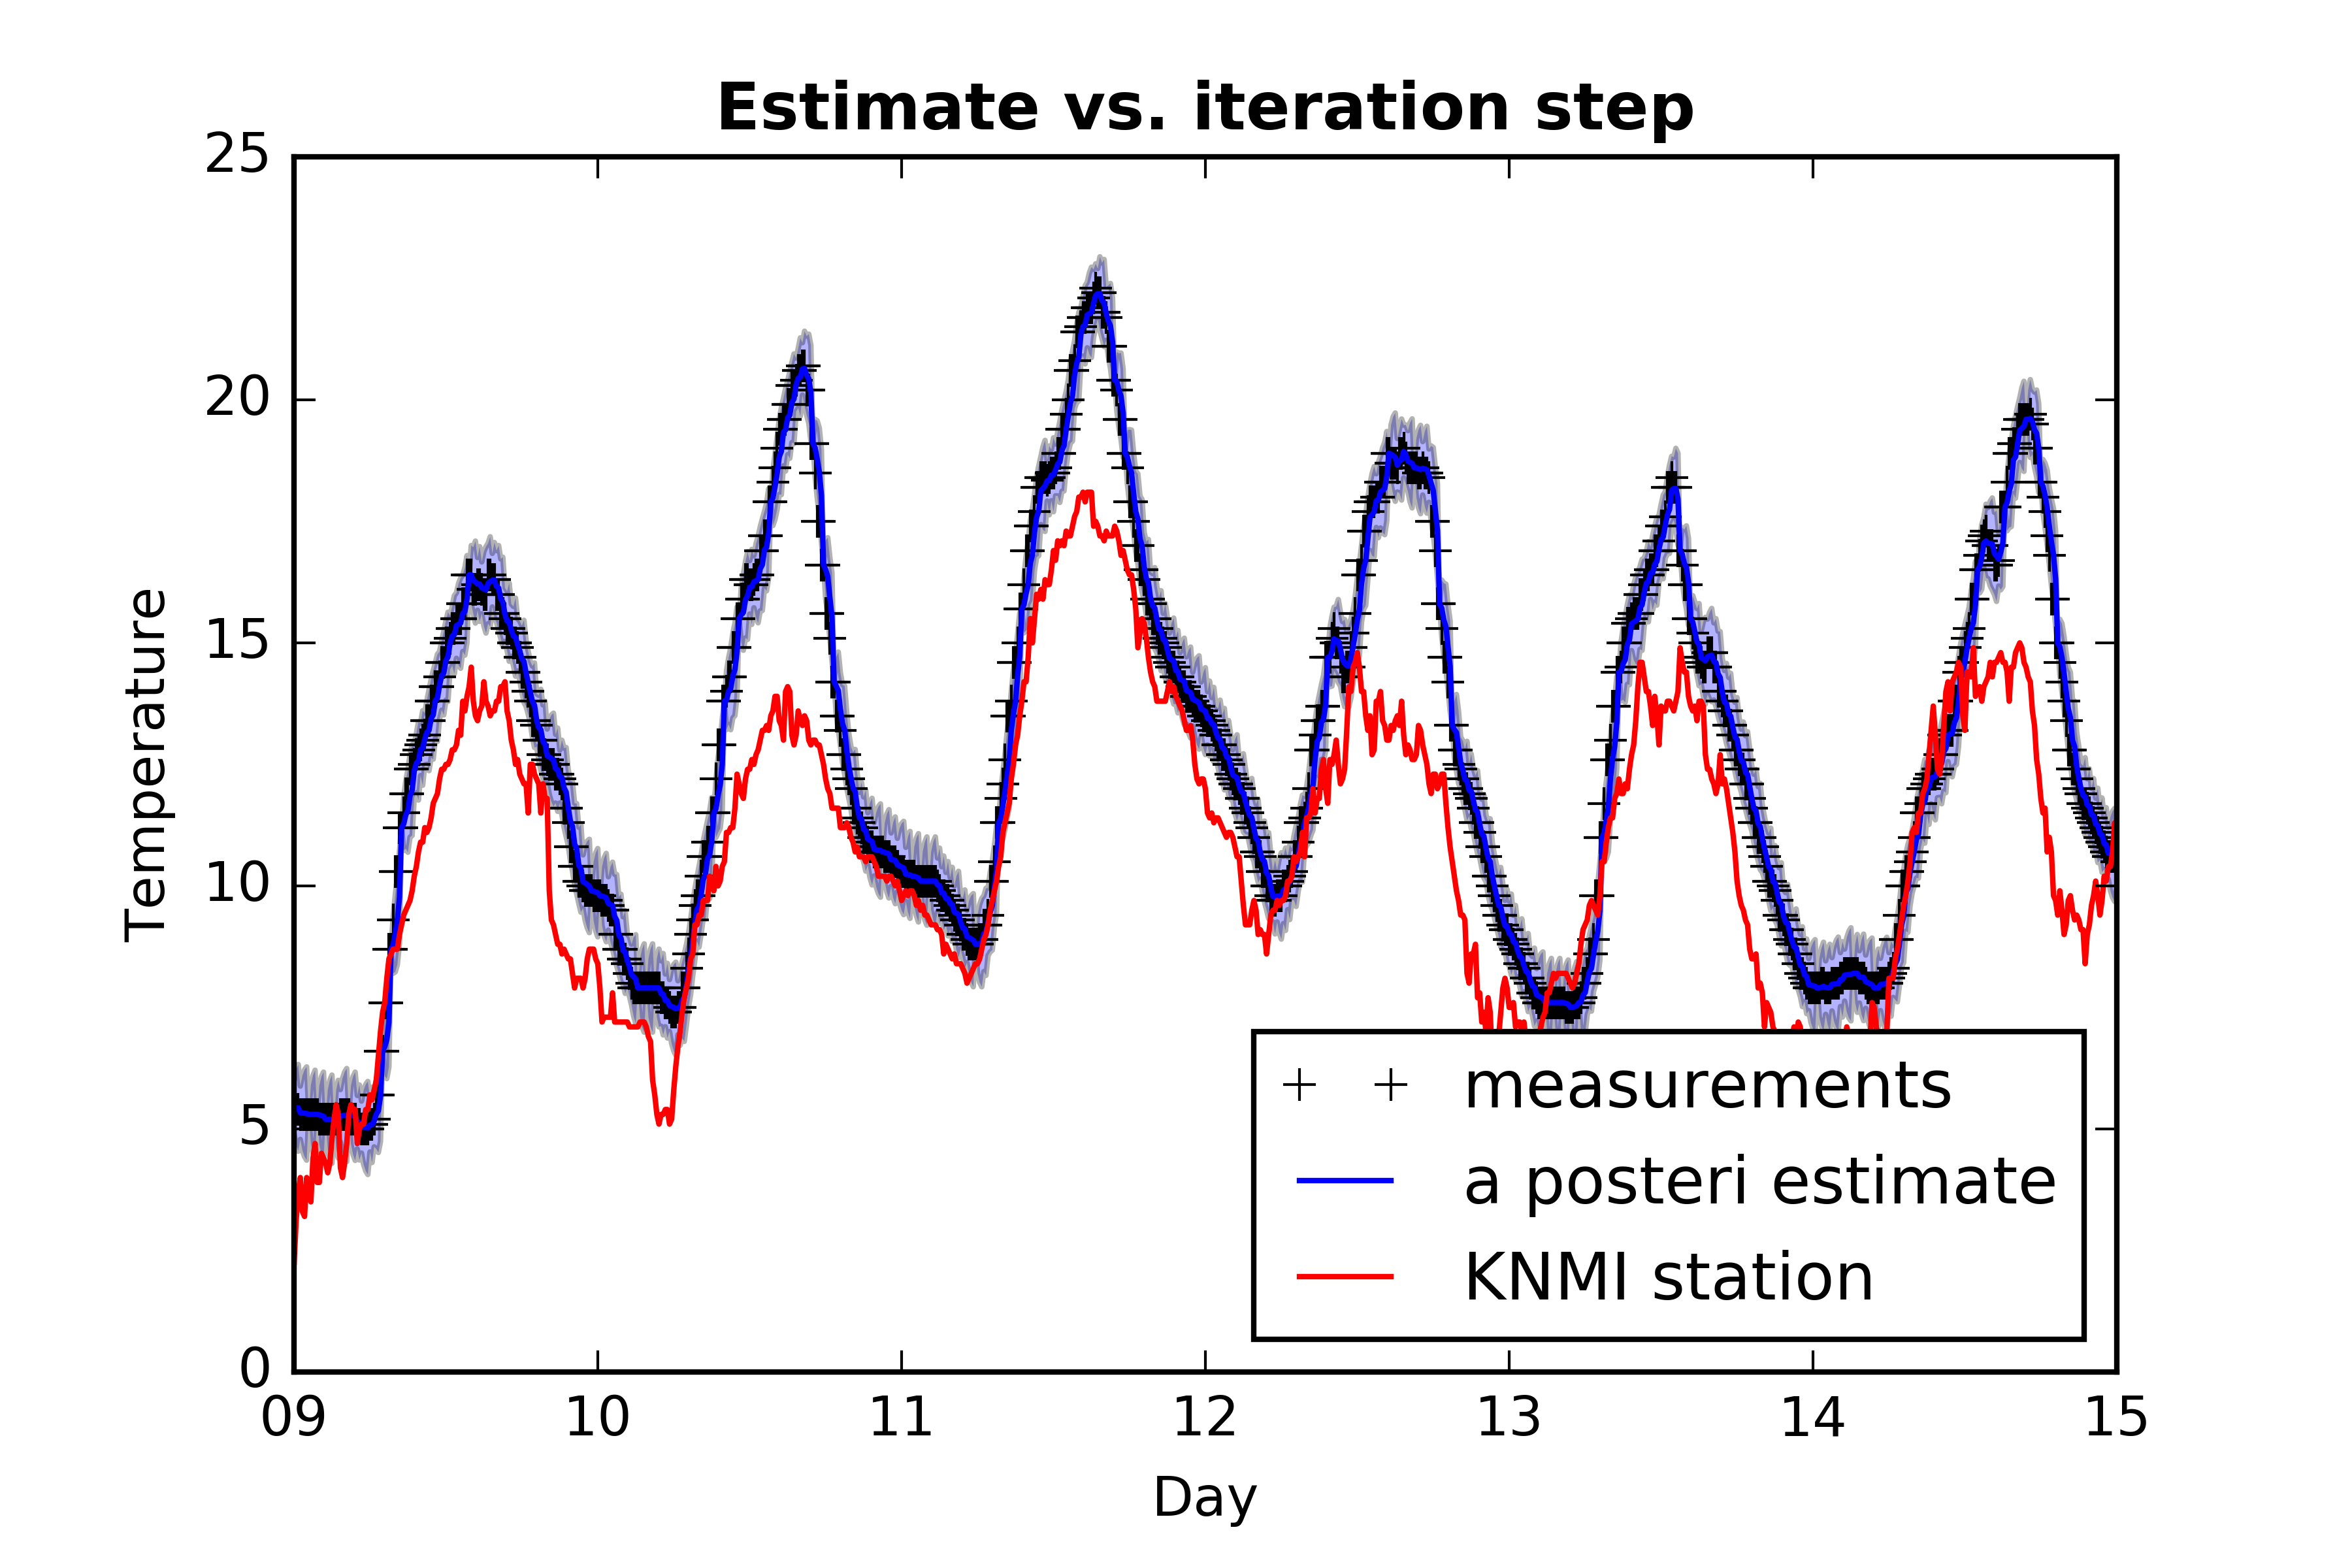 Estimate vs. iteration step
25
20
15
10
5
0
Temperature
09 10 11 12 13 14 15
Day
measurements
a posteri estimate
KNMI station